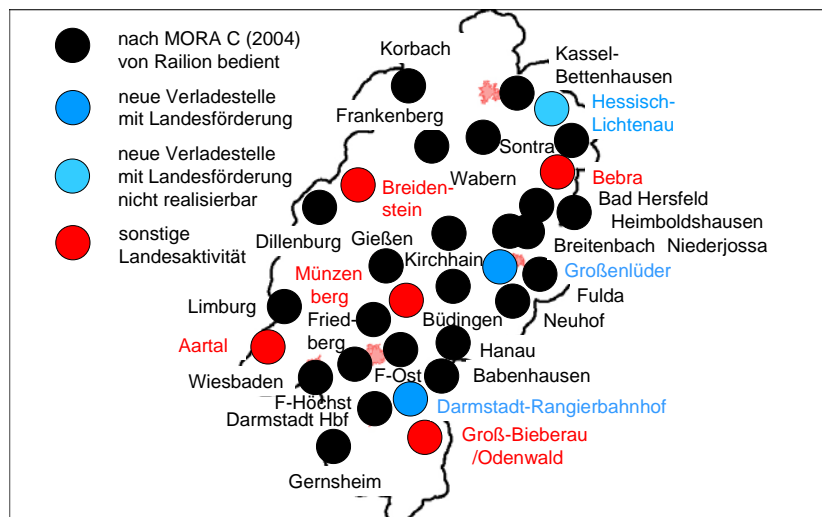 nach MORA C (2004)
von Railion bedient
neue Verladestelle
mit Landesförderung
neue Verladestelle
mit Landesförderung
nicht realisierbar
sonstige
Landesaktivität
Korbach
Kassel-
Bettenhausen
Hessisch-
Lichtenau
Frankenberg
Sontra
Wabern
Bebra
Breiden-
stein
Bad Hersfeld
Heimboldshausen
Dillenburg
Gießen
Breitenbach
Niederjossa
Kirchhain
Großenlüder
Münzen
berg
Fulda
Limburg
Fried-
berg
Büdingen
Neuhof
Aartal
Hanau
Wiesbaden
F-Ost
Babenhausen
F-Höchst
Darmstadt-Rangierbahnhof
Darmstadt Hbf
Groß-Bieberau
/Odenwald
Gernsheim